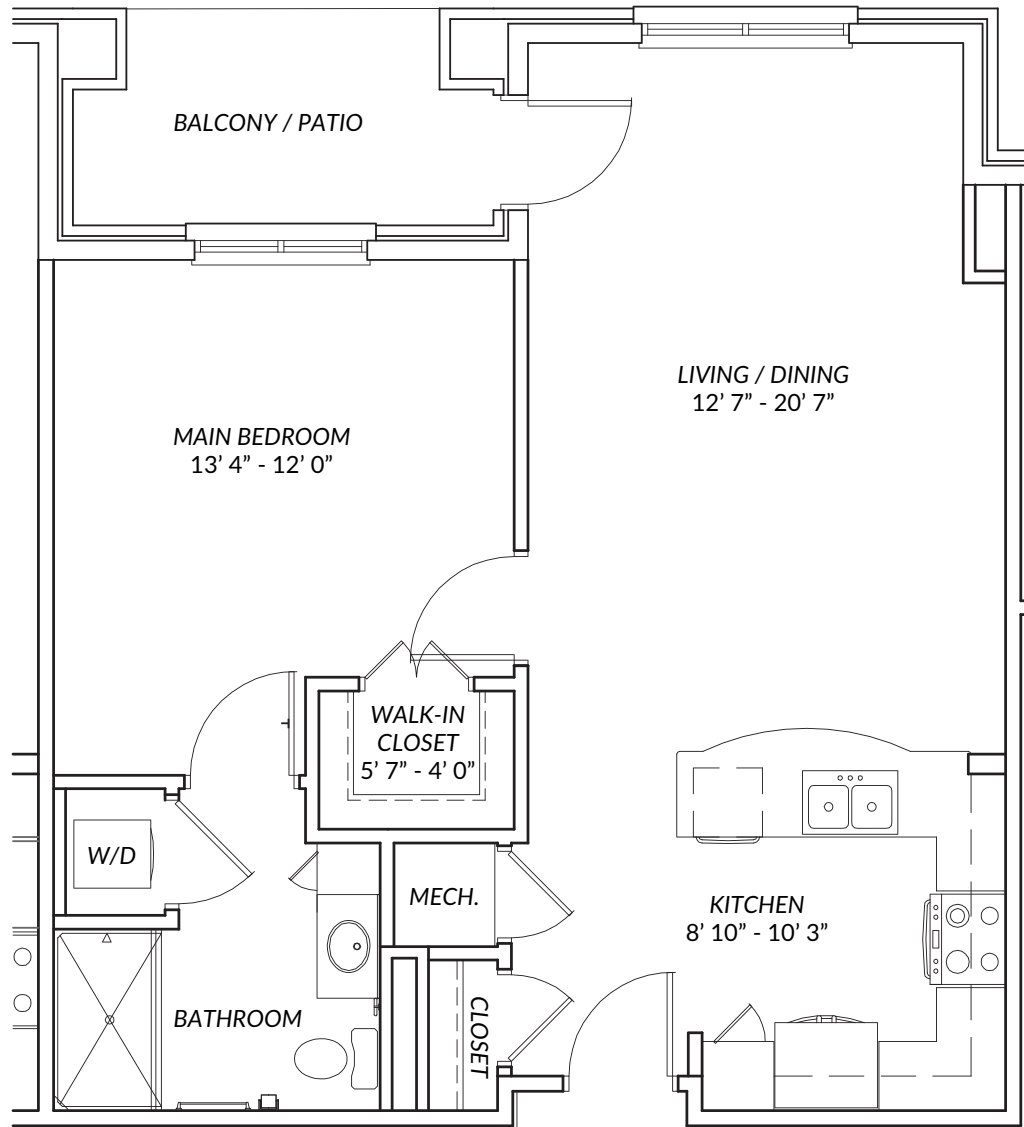 BALCONY / PATIO
LIVING / DINING
12’ 7” - 20’ 7”
MAIN BEDROOM
13’ 4” - 12’ 0”
WALK-IN
CLOSET
5’ 7” - 4’ 0”
W/D
MECH.
KITCHEN
8’ 10” - 10’ 3”
BATHROOM
CLOSET